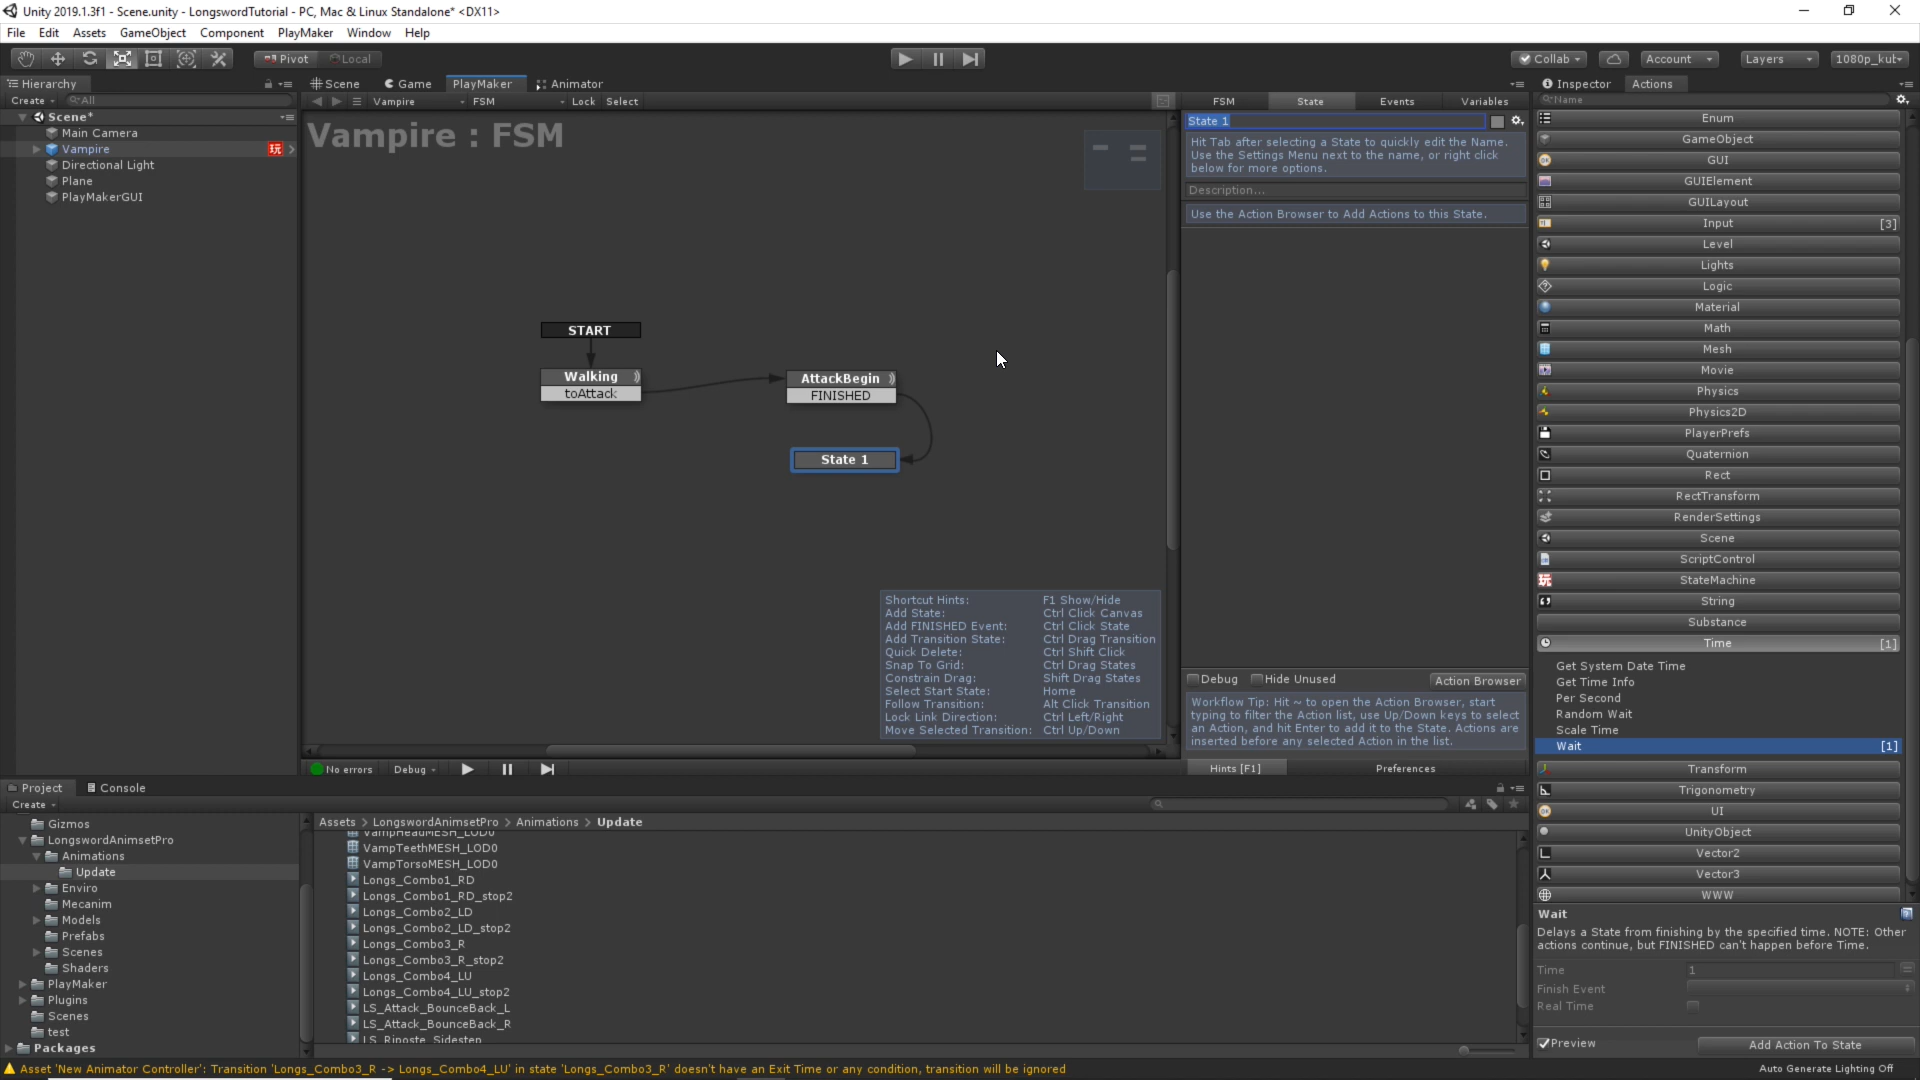 Unity 2019.1.3f1 - Scene.unity - LongswordTutorial - PC, Mac & Linux Standalone* <DX11>
File Edit Assets GameObject Component PlayMaker Window Help
Pivot Local Collab Account Layers 1080p_kut
Hierarchy Scene Game PlayMaker Animator Inspector Actions
Create All Vampire FSM Lock Select FSM State Events Variables Name
Scene*
Main Camera
Vampire 玩
Directional Light
Plane
PlayMakerGUI
Vampire : FSM
START
Walking
toAttack
AttackBegin
FINISHED
State 1
Shortcut Hints: F1 Show/Hide
Add State: Ctrl Click Canvas
Add FINISHED Event: Ctrl Click State
Add Transition State: Ctrl Drag Transition
Quick Delete: Ctrl Shift Click
Snap To Grid: Ctrl Drag States
Constrain Drag: Shift Drag States
Select Start State: Home
Follow Transition: Alt Click Transition
Lock Link Direction: Ctrl Left/Right
Move Selected Transition: Ctrl Up/Down
No errors Debug
State 1
Hit Tab after selecting a State to quickly edit the Name.
Use the Settings Menu next to the name, or right click
below for more options.
Description...
Use the Action Browser to Add Actions to this State.
Debug Hide Unused Action Browser
Workflow Tip: Hit ~ to open the Action Browser, start
typing to filter the Action list, use Up/Down keys to select
an Action, and hit Enter to add it to the State. Actions are
inserted before any selected Action in the list.
Hints [F1] Preferences
Enum
GameObject
GUI
GUIElement
GUILayout
Input [3]
Level
Lights
Logic
Material
Math
Mesh
Movie
Physics
Physics2D
PlayerPrefs
Quaternion
Rect
RectTransform
RenderSettings
Scene
ScriptControl
StateMachine
String
Substance
Time [1]
Get System Date Time
Get Time Info
Per Second
Random Wait
Scale Time
Wait [1]
Transform
Trigonometry
UI
UnityObject
Vector2
Vector3
WWW
Wait
Delays a State from finishing by the specified time. NOTE: Other
actions continue, but FINISHED can't happen before Time.
Time 1
Finish Event
Real Time
Preview Add Action To State
Project Console
Create
Gizmos
LongswordAnimsetPro
Animations
Update
Enviro
Mecanim
Models
Prefabs
Scenes
Shaders
PlayMaker
Plugins
Scenes
test
Packages
Assets > LongswordAnimsetPro > Animations > Update
VampHeadMESH_LOD0
VampTeethMESH_LOD0
VampTorsoMESH_LOD0
Longs_Combo1_RD
Longs_Combo1_RD_stop2
Longs_Combo2_LD
Longs_Combo2_LD_stop2
Longs_Combo3_R
Longs_Combo3_R_stop2
Longs_Combo4_LU
Longs_Combo4_LU_stop2
LS_Attack_BounceBack_L
LS_Attack_BounceBack_R
LS_Riposte_Sidestep
Asset 'New Animator Controller': Transition 'Longs_Combo3_R -> Longs_Combo4_LU' in state 'Longs_Combo3_R' doesn't have an Exit Time or any condition, transition will be ignored
Auto Generate Lighting Off